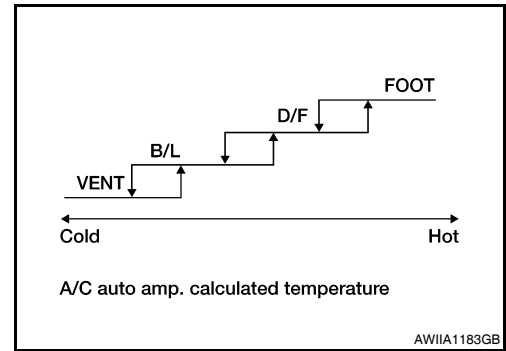 FOOT
D/F
B/L
VENT
Cold Hot
A/C auto amp. calculated temperature
AWIIA1183GB